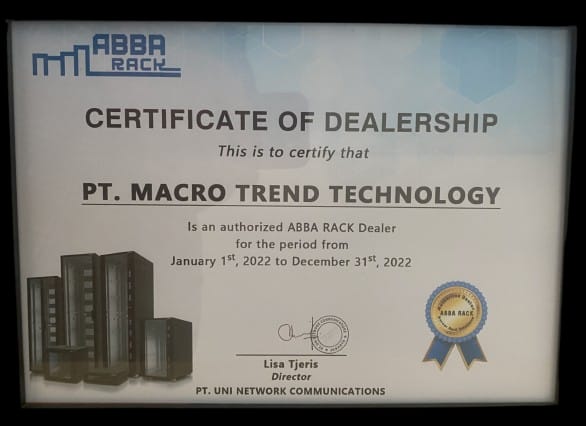 ABBA
RACK
CERTIFICATE OF DEALERSHIP
This is to certify that
PT. MACRO TREND TECHNOLOGY
Is an authorized ABBA RACK Dealer
for the period from
January 1st, 2022 to December 31st, 2022
Authorized Dealer
ABBA RACK
Lisa Tjeris
Director
PT. UNI NETWORK COMMUNICATIONS